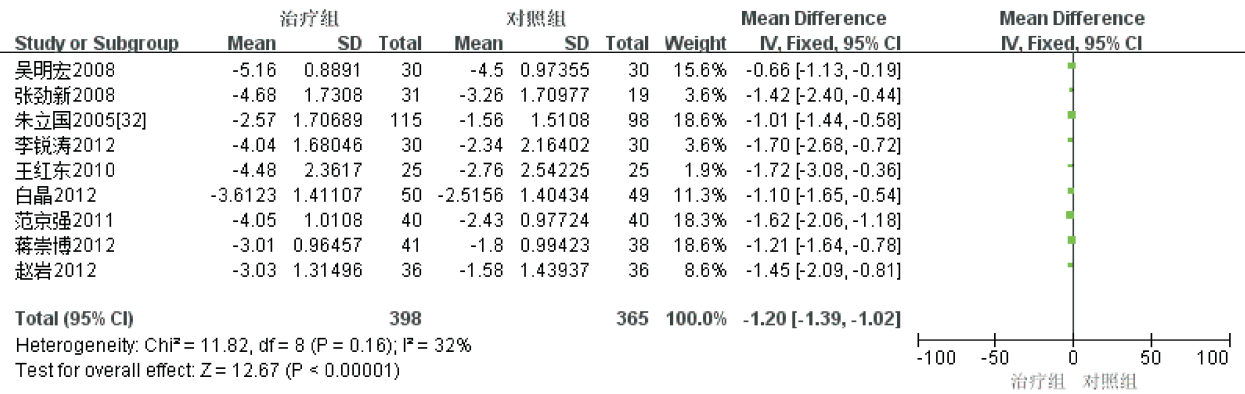 治疗组 对照组 Mean Difference Mean Difference
Study or Subgroup Mean SD Total Mean SD Total Weight IV, Fixed, 95% CI IV, Fixed, 95% CI
吴明宏2008 -5.16 0.8891 30 -4.5 0.97355 30 15.6% -0.66 [-1.13, -0.19]
张劲新2008 -4.68 1.7308 31 -3.26 1.70977 19 3.6% -1.42 [-2.40, -0.44]
朱立国2005[32] -2.57 1.70689 115 -1.56 1.5108 98 18.6% -1.01 [-1.44, -0.58]
李锐涛2012 -4.04 1.68046 30 -2.34 2.16402 30 3.6% -1.70 [-2.68, -0.72]
王红东2010 -4.48 2.3617 25 -2.76 2.54225 25 1.9% -1.72 [-3.08, -0.36]
白晶2012 -3.6123 1.41107 50 -2.5156 1.40434 49 11.3% -1.10 [-1.65, -0.54]
范京强2011 -4.05 1.0108 40 -2.43 0.97724 40 18.3% -1.62 [-2.06, -1.18]
蒋崇博2012 -3.01 0.96457 41 -1.8 0.99423 38 18.6% -1.21 [-1.64, -0.78]
赵岩2012 -3.03 1.31496 36 -1.58 1.43937 36 8.6% -1.45 [-2.09, -0.81]
Total (95% CI) 398 365 100.0% -1.20 [-1.39, -1.02]
Heterogeneity: Chi² = 11.82, df = 8 (P = 0.16); I² = 32%
Test for overall effect: Z = 12.67 (P < 0.00001)
-100 -50 0 50 100
治疗组 对照组